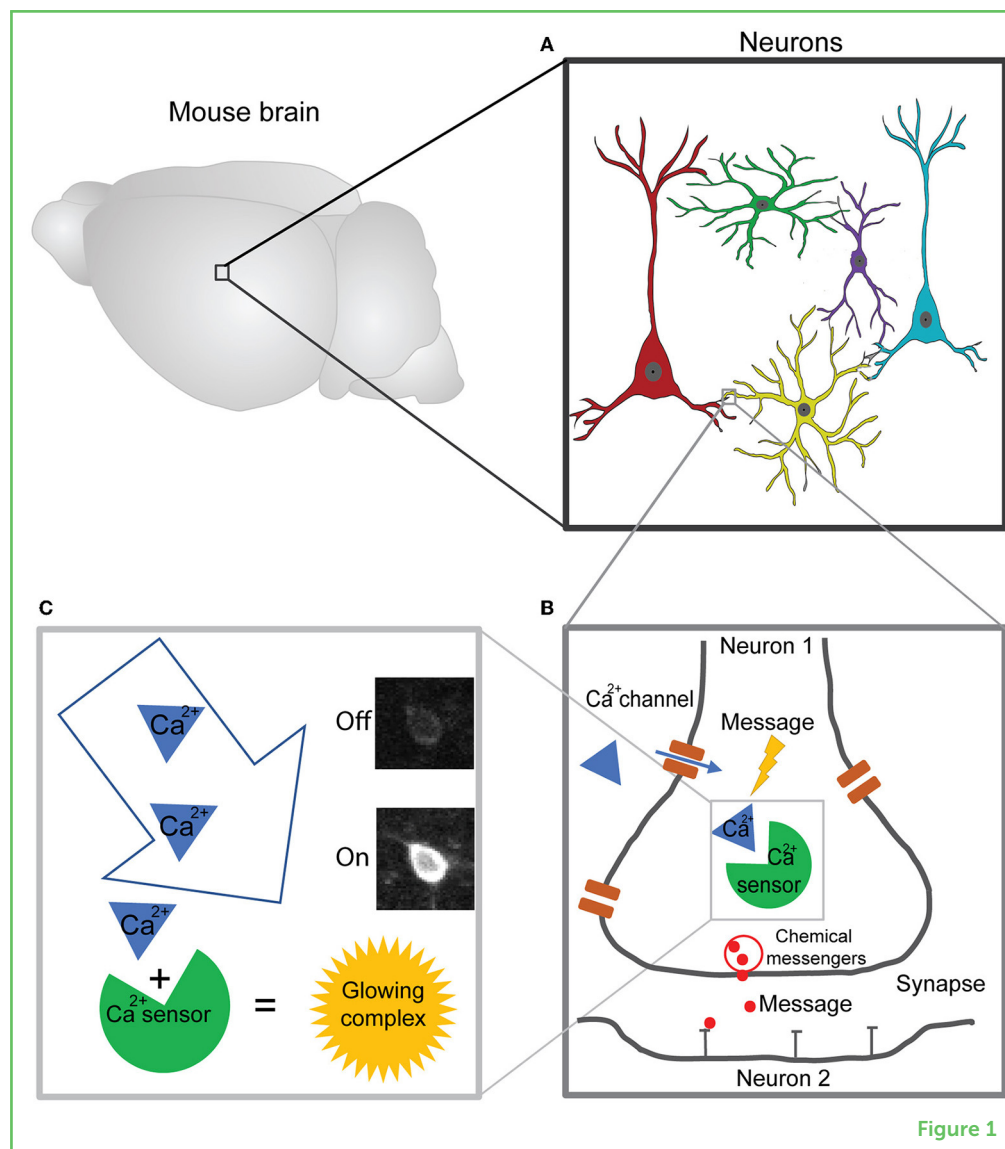 Mouse brain
A
Neurons
C
Ca2+
Ca2+
Ca2+
+
Ca2+ sensor
=
Glowing
complex
Off
On
B
Neuron 1
Ca2+ channel
Message
Ca2+
Ca2+
sensor
Chemical
messengers
Synapse
Message
Neuron 2
Figure 1